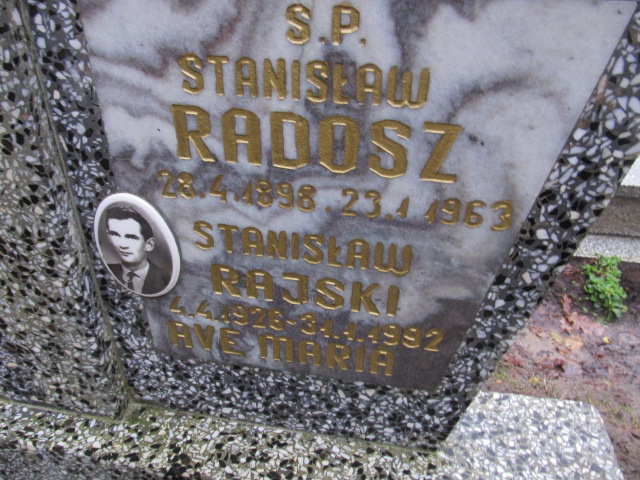 S.P.
STANISŁAW
RADOSZ
28.4.1898.23.1.1963
STANISŁAW
RAJSKI
4.4.1928-31.1.1992
AVE MARIA